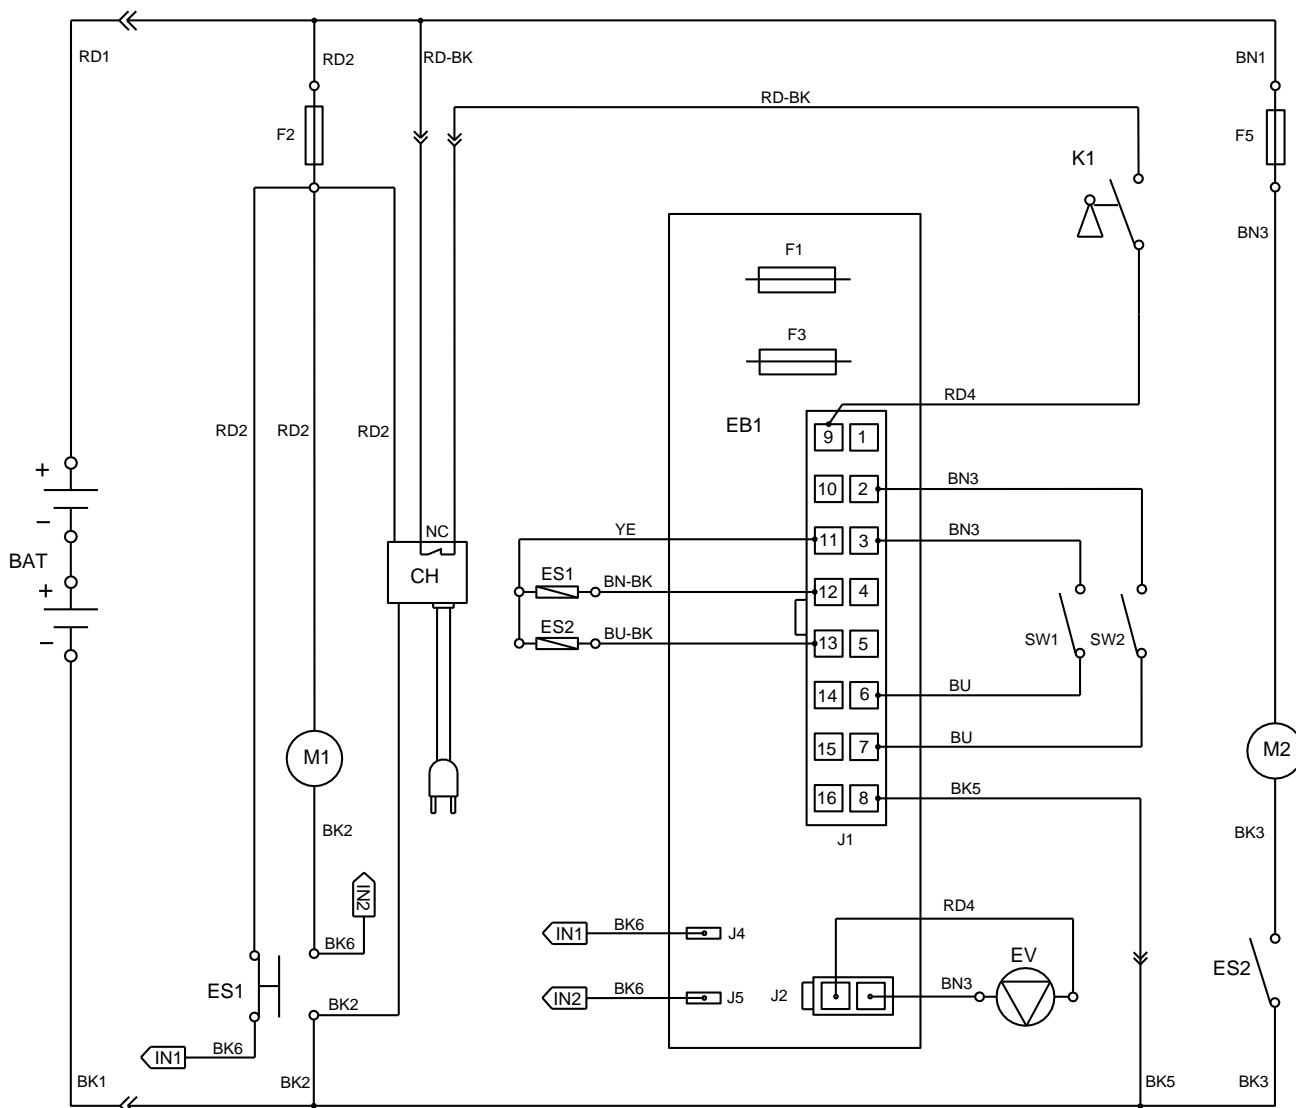 RD1
RD2
RD-BK
BN1
RD-BK
F2
F5
K1
BN3
F1
F3
RD4
EB1
RD2
RD2
RD2
9 1
+
10 2
BN3
−
NC
YE
11 3
BN3
BAT
CH
ES1
BN-BK
12 4
+
ES2
BU-BK
13 5
SW1
SW2
−
14 6
BU
15 7
BU
M1
M2
16 8
BK5
J1
BK2
BK3
IN2
RD4
IN1
BK6
J4
BK6
EV
ES2
ES1
IN2
BK6
J5
J2
BN3
BK2
IN1
BK6
BK1
BK2
BK5
BK3